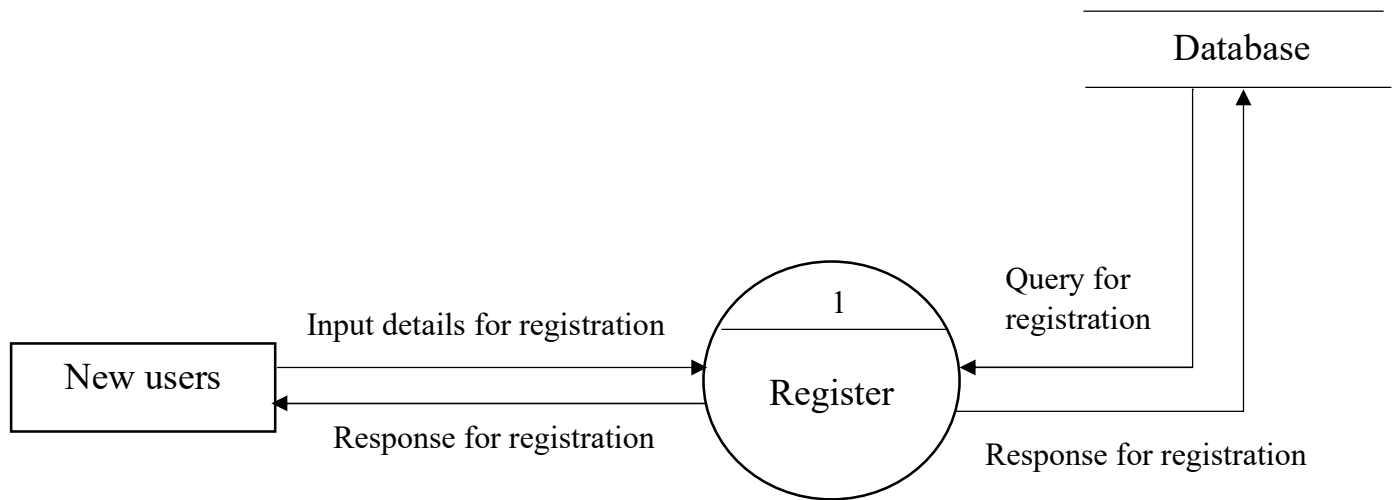 Database
Query for
registration
1
Input details for registration
New users
Register
Response for registration
Response for registration